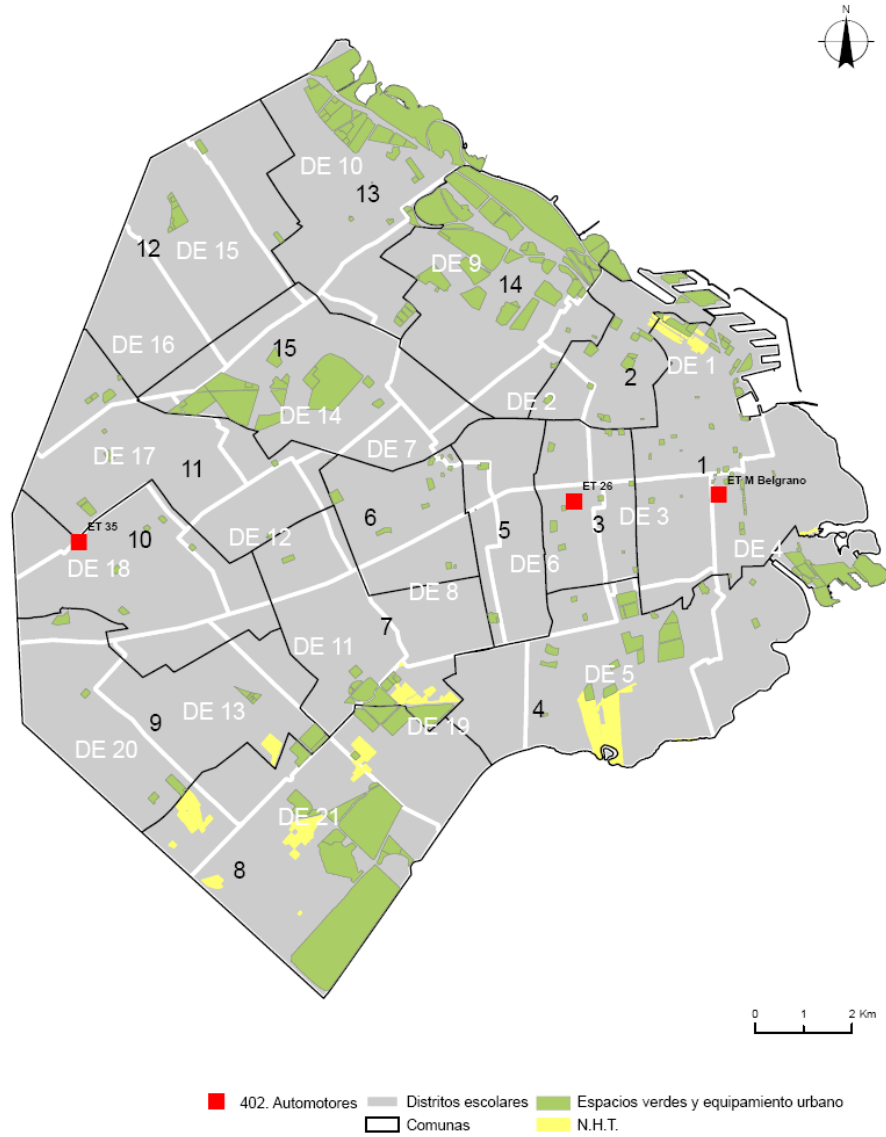 N
DE 10
13
12
DE 15
DE 9
14
DE 16
15
2
DE 1
DE 2
DE 14
DE 7
DE 17
11
1
ET M Belgrano
ET 26
6
5
3
DE 3
ET 35
10
DE 12
DE 4
DE 18
DE 6
DE 8
7
DE 11
DE 5
4
DE 13
9
DE 19
DE 20
DE 21
8
0 1 2 Km
402. Automotores Distritos escolares Espacios verdes y equipamiento urbano
Comunas N.H.T.